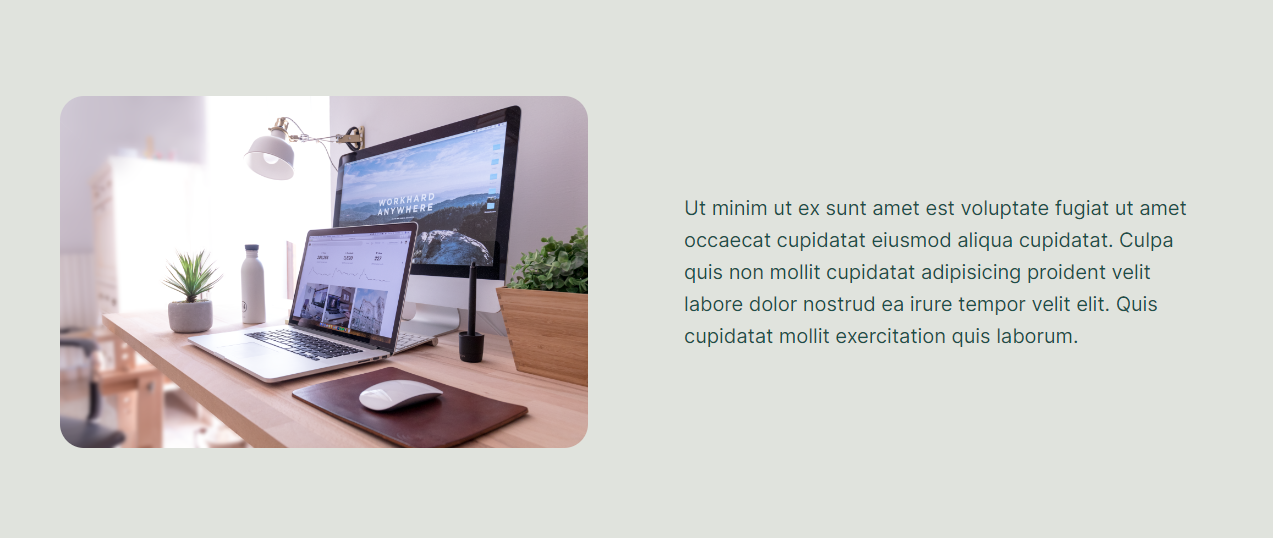 WORKHARD
ANYWHERE
Ut minim ut ex sunt amet est voluptate fugiat ut amet
occaecat cupidatat eiusmod aliqua cupidatat. Culpa
quis non mollit cupidatat adipisicing proident velit
labore dolor nostrud ea irure tempor velit elit. Quis
cupidatat mollit exercitation quis laborum.